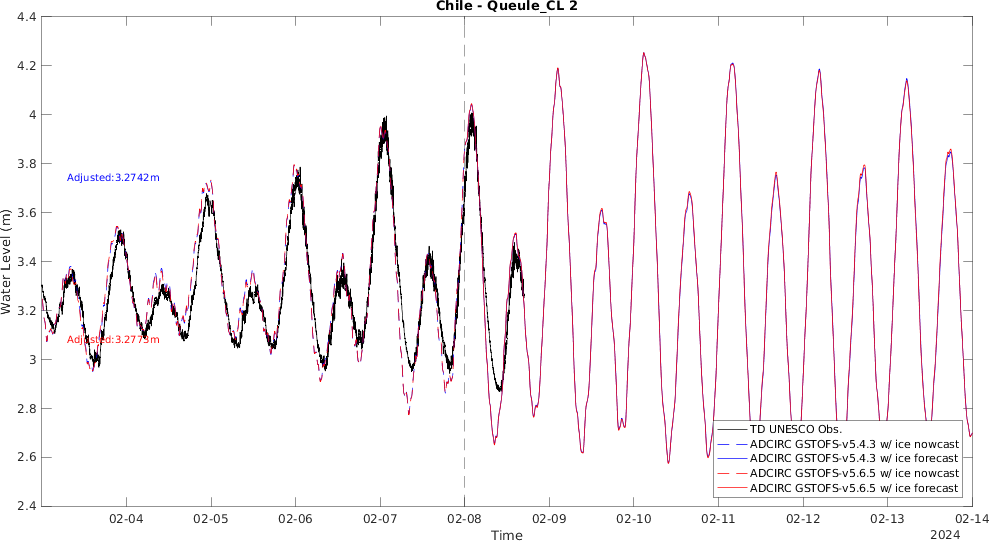 Chile - Queule_CL 2
4.4
4.2
4
3.8
3.6
3.4
3.2
3
2.8
2.6
2.4
Water Level (m)
Adjusted:3.2742m
Adjusted:3.2773m
TD UNESCO Obs.
ADCIRC GSTOFS-v5.4.3 w/ ice nowcast
ADCIRC GSTOFS-v5.4.3 w/ ice forecast
ADCIRC GSTOFS-v5.6.5 w/ ice nowcast
ADCIRC GSTOFS-v5.6.5 w/ ice forecast
02-04 02-05 02-06 02-07 02-08 02-09 02-10 02-11 02-12 02-13 02-14
Time
2024